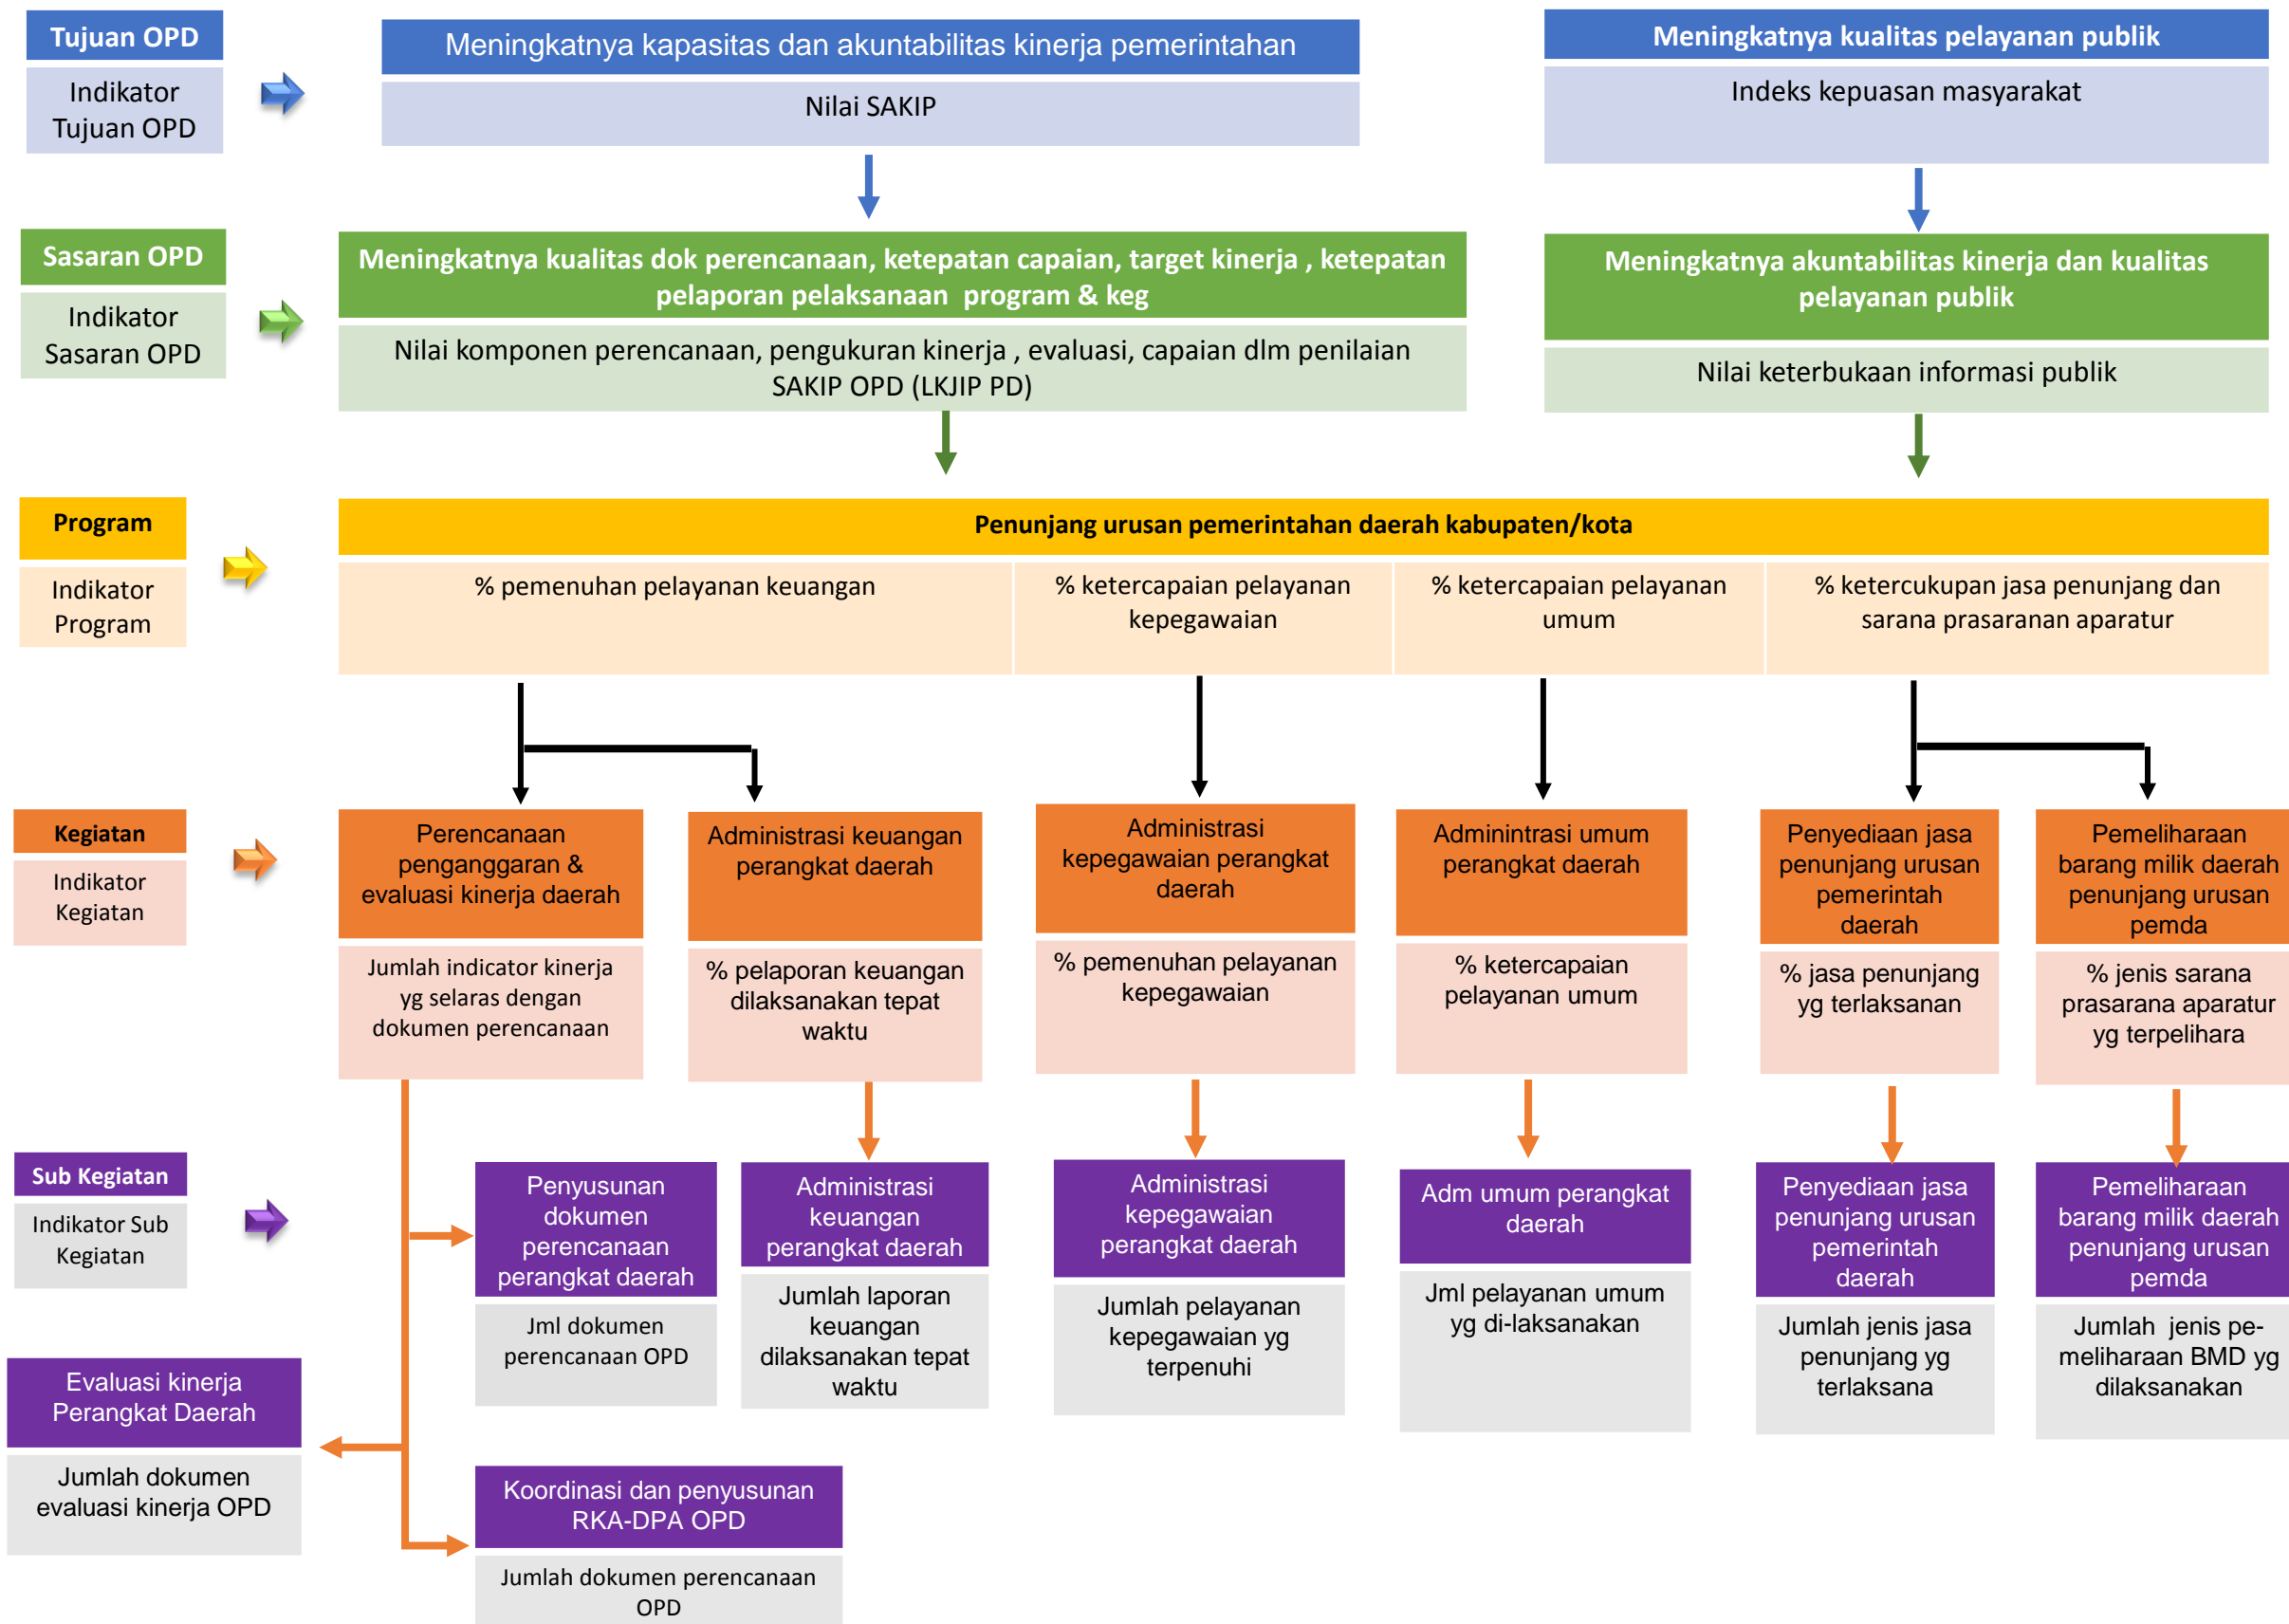 Tujuan OPD
Indikator
Tujuan OPD
Meningkatnya kapasitas dan akuntabilitas kinerja pemerintahan
Nilai SAKIP
Meningkatnya kualitas pelayanan publik
Indeks kepuasan masyarakat
Sasaran OPD
Indikator
Sasaran OPD
Meningkatnya kualitas dok perencanaan, ketepatan capaian, target kinerja , ketepatan
pelaporan pelaksanaan program & keg
Nilai komponen perencanaan, pengukuran kinerja , evaluasi, capaian dlm penilaian
SAKIP OPD (LKJIP PD)
Meningkatnya akuntabilitas kinerja dan kualitas
pelayanan publik
Nilai keterbukaan informasi publik
Program
Indikator
Program
Penunjang urusan pemerintahan daerah kabupaten/kota
% pemenuhan pelayanan keuangan
% ketercapaian pelayanan
kepegawaian
% ketercapaian pelayanan
umum
% ketercukupan jasa penunjang dan
sarana prasaranan aparatur
Kegiatan
Indikator
Kegiatan
Perencanaan
penganggaran &
evaluasi kinerja daerah
Jumlah indicator kinerja
yg selaras dengan
dokumen perencanaan
Administrasi keuangan
perangkat daerah
% pelaporan keuangan
dilaksanakan tepat
waktu
Administrasi
kepegawaian perangkat
daerah
% pemenuhan pelayanan
kepegawaian
Adminintrasi umum
perangkat daerah
% ketercapaian
pelayanan umum
Penyediaan jasa
penunjang urusan
pemerintah
daerah
% jasa penunjang
yg terlaksanan
Pemeliharaan
barang milik daerah
penunjang urusan
pemda
% jenis sarana
prasarana aparatur
yg terpelihara
Sub Kegiatan
Indikator Sub
Kegiatan
Penyusunan
dokumen
perencanaan
perangkat daerah
Jml dokumen
perencanaan OPD
Administrasi
keuangan
perangkat daerah
Jumlah laporan
keuangan
dilaksanakan tepat
waktu
Administrasi
kepegawaian
perangkat daerah
Jumlah pelayanan
kepegawaian yg
terpenuhi
Adm umum perangkat
daerah
Jml pelayanan umum
yg di-laksanakan
Penyediaan jasa
penunjang urusan
pemerintah
daerah
Jumlah jenis jasa
penunjang yg
terlaksana
Pemeliharaan
barang milik daerah
penunjang urusan
pemda
Jumlah jenis pe-
meliharaan BMD yg
dilaksanakan
Evaluasi kinerja
Perangkat Daerah
Jumlah dokumen
evaluasi kinerja OPD
Koordinasi dan penyusunan
RKA-DPA OPD
Jumlah dokumen perencanaan
OPD